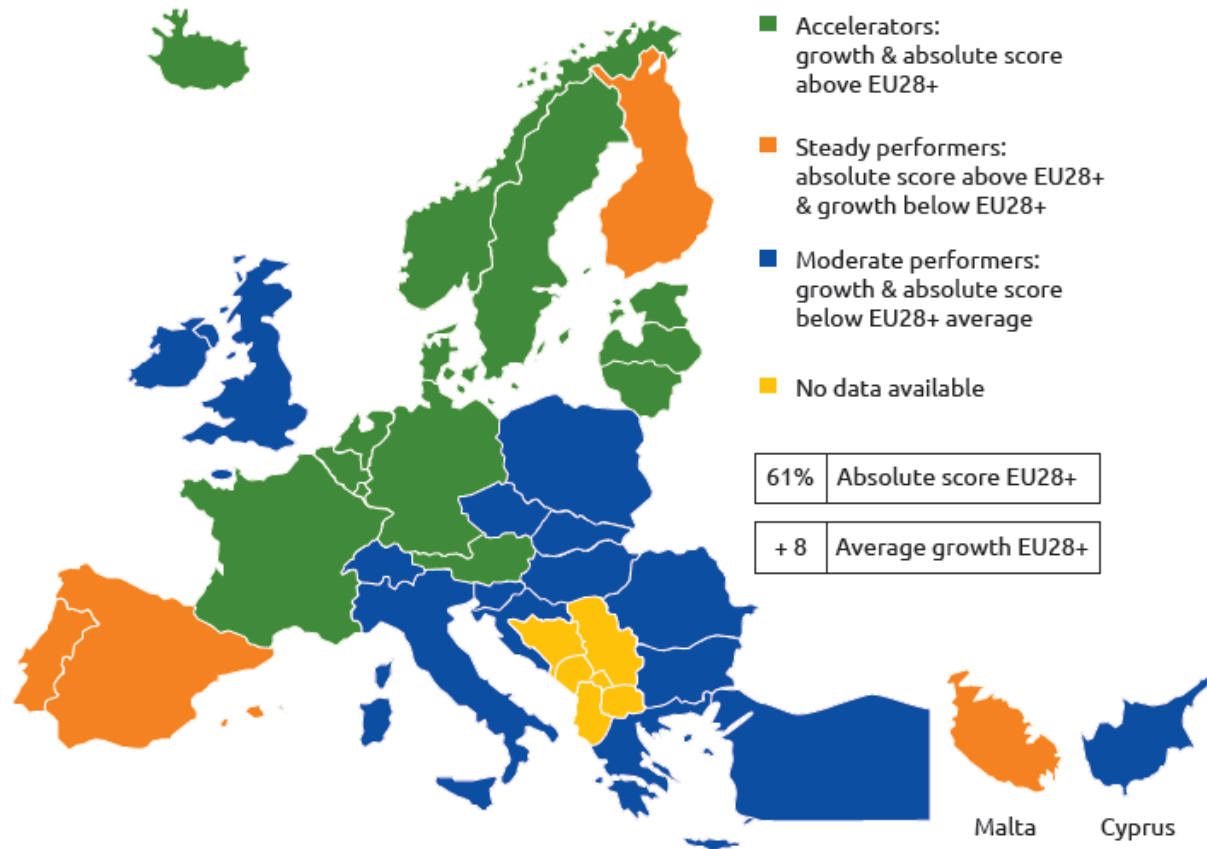 Accelerators:
growth & absolute score
above EU28+
Steady performers:
absolute score above EU28+
& growth below EU28+
Moderate performers:
growth & absolute score
below EU28+ average
No data available
61% Absolute score EU28+
+ 8 Average growth EU28+
Malta Cyprus